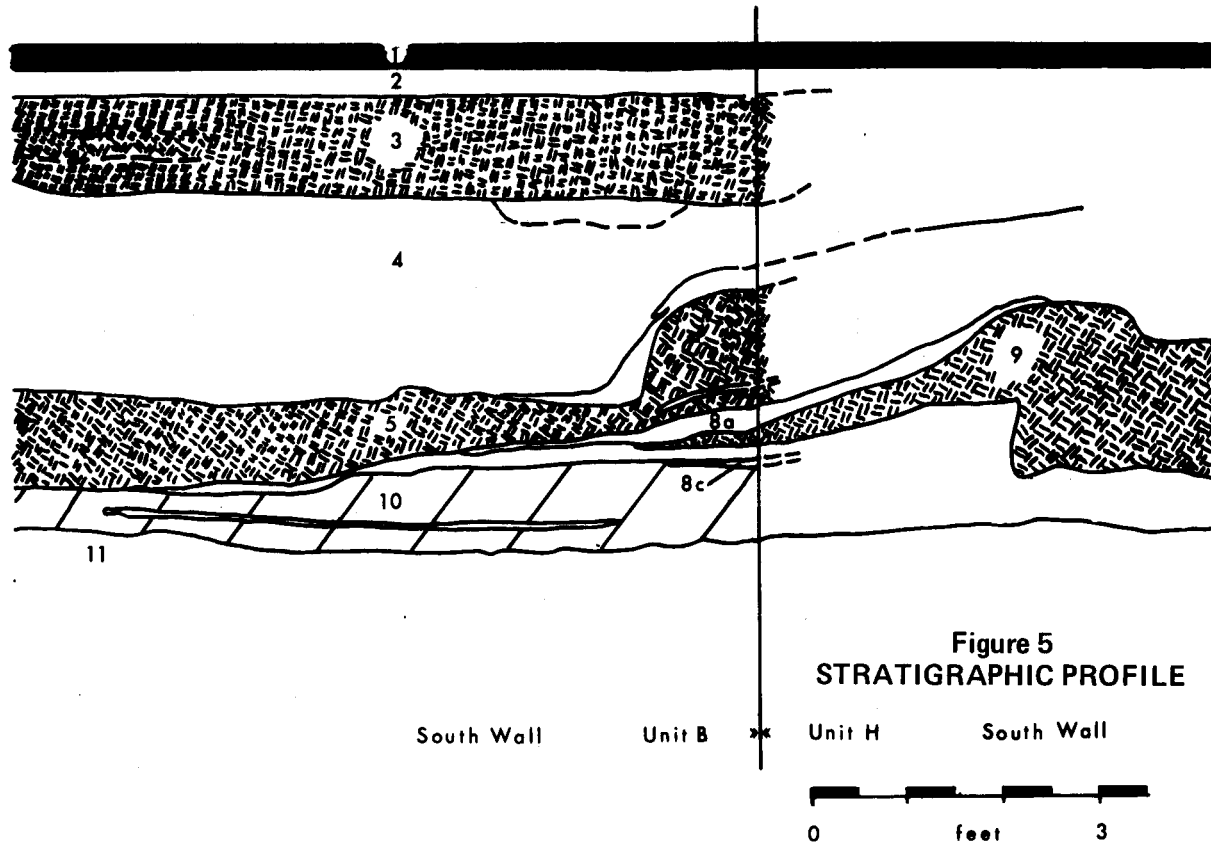 1
2
3
4
5
9
8a
8c
10
11
Figure 5
STRATIGRAPHIC PROFILE
South Wall Unit B Unit H South Wall
0 feet 3